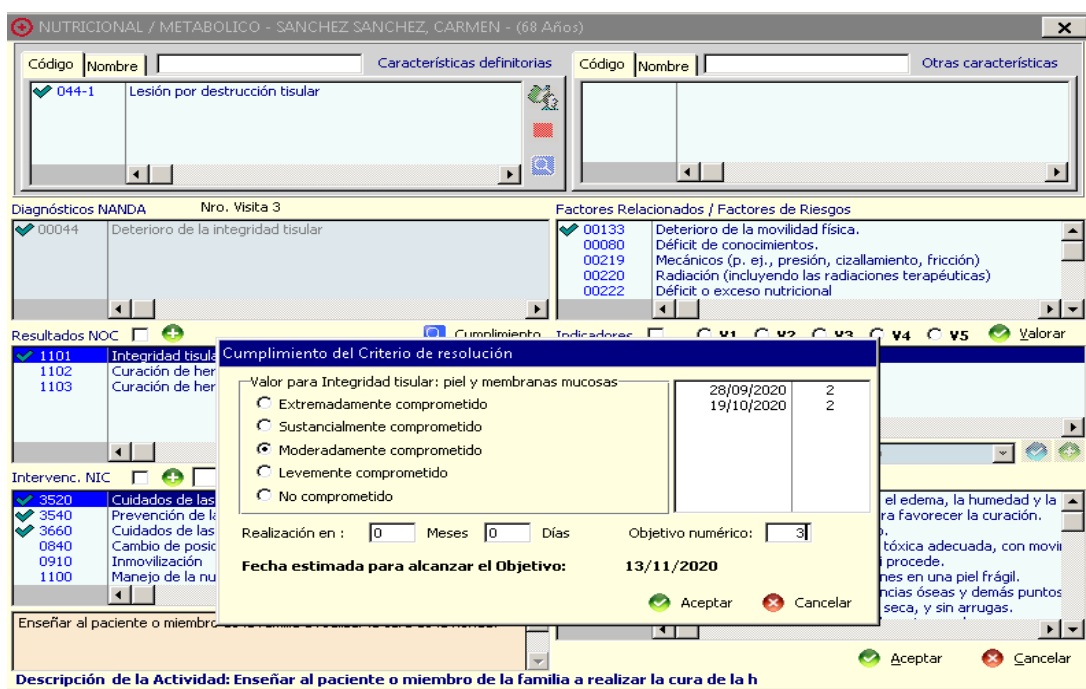 NUTRICIONAL / METABOLICO - SANCHEZ SANCHEZ, CARMEN - (68 Años)
Código Nombre Características definitorias
Código Nombre Otras características
044-1 Lesión por destrucción tisular
Diagnósticos NANDA Nro. Visita 3
Factores Relacionados / Factores de Riesgos
00044 Deterioro de la integridad tisular
00133 Deterioro de la movilidad física.
00080 Déficit de conocimientos.
00219 Mecánicos (p. ej., presión, cizallamiento, fricción)
00220 Radiación (incluyendo las radiaciones terapéuticas)
00222 Déficit o exceso nutricional
Resultados NOC Cumplimiento Indicadores V1 V2 V3 V4 V5 Valorar
1101 Integridad tisula
1102 Curación de her
1103 Curación de her
Cumplimiento del Criterio de resolución
Valor para Integridad tisular: piel y membranas mucosas
Extremadamente comprometido
Sustancialmente comprometido
Moderadamente comprometido
Levemente comprometido
No comprometido
28/09/2020 2
19/10/2020 2
Realización en : 0 Meses 0 Días Objetivo numérico: 3
Fecha estimada para alcanzar el Objetivo: 13/11/2020
Aceptar Cancelar
Intervenc. NIC
3520 Cuidados de las
3540 Prevención de la
3660 Cuidados de las
0840 Cambio de posic
0910 Inmovilización
1100 Manejo de la nu
el edema, la humedad y la
ra favorecer la curación.
tóxica adecuada, con movi
i procede.
nes en una piel frágil.
ncias óseas y demás puntos
seca, y sin arrugas.
Enseñar al paciente o miembro
Aceptar Cancelar
Descripción de la Actividad: Enseñar al paciente o miembro de la familia a realizar la cura de la h